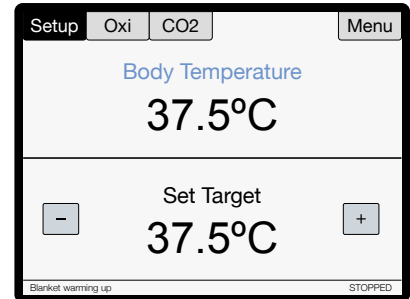 Setup Oxi CO2 Menu
Body Temperature
37.5ºC
Set Target
− 37.5ºC +
Blanket warming up STOPPED